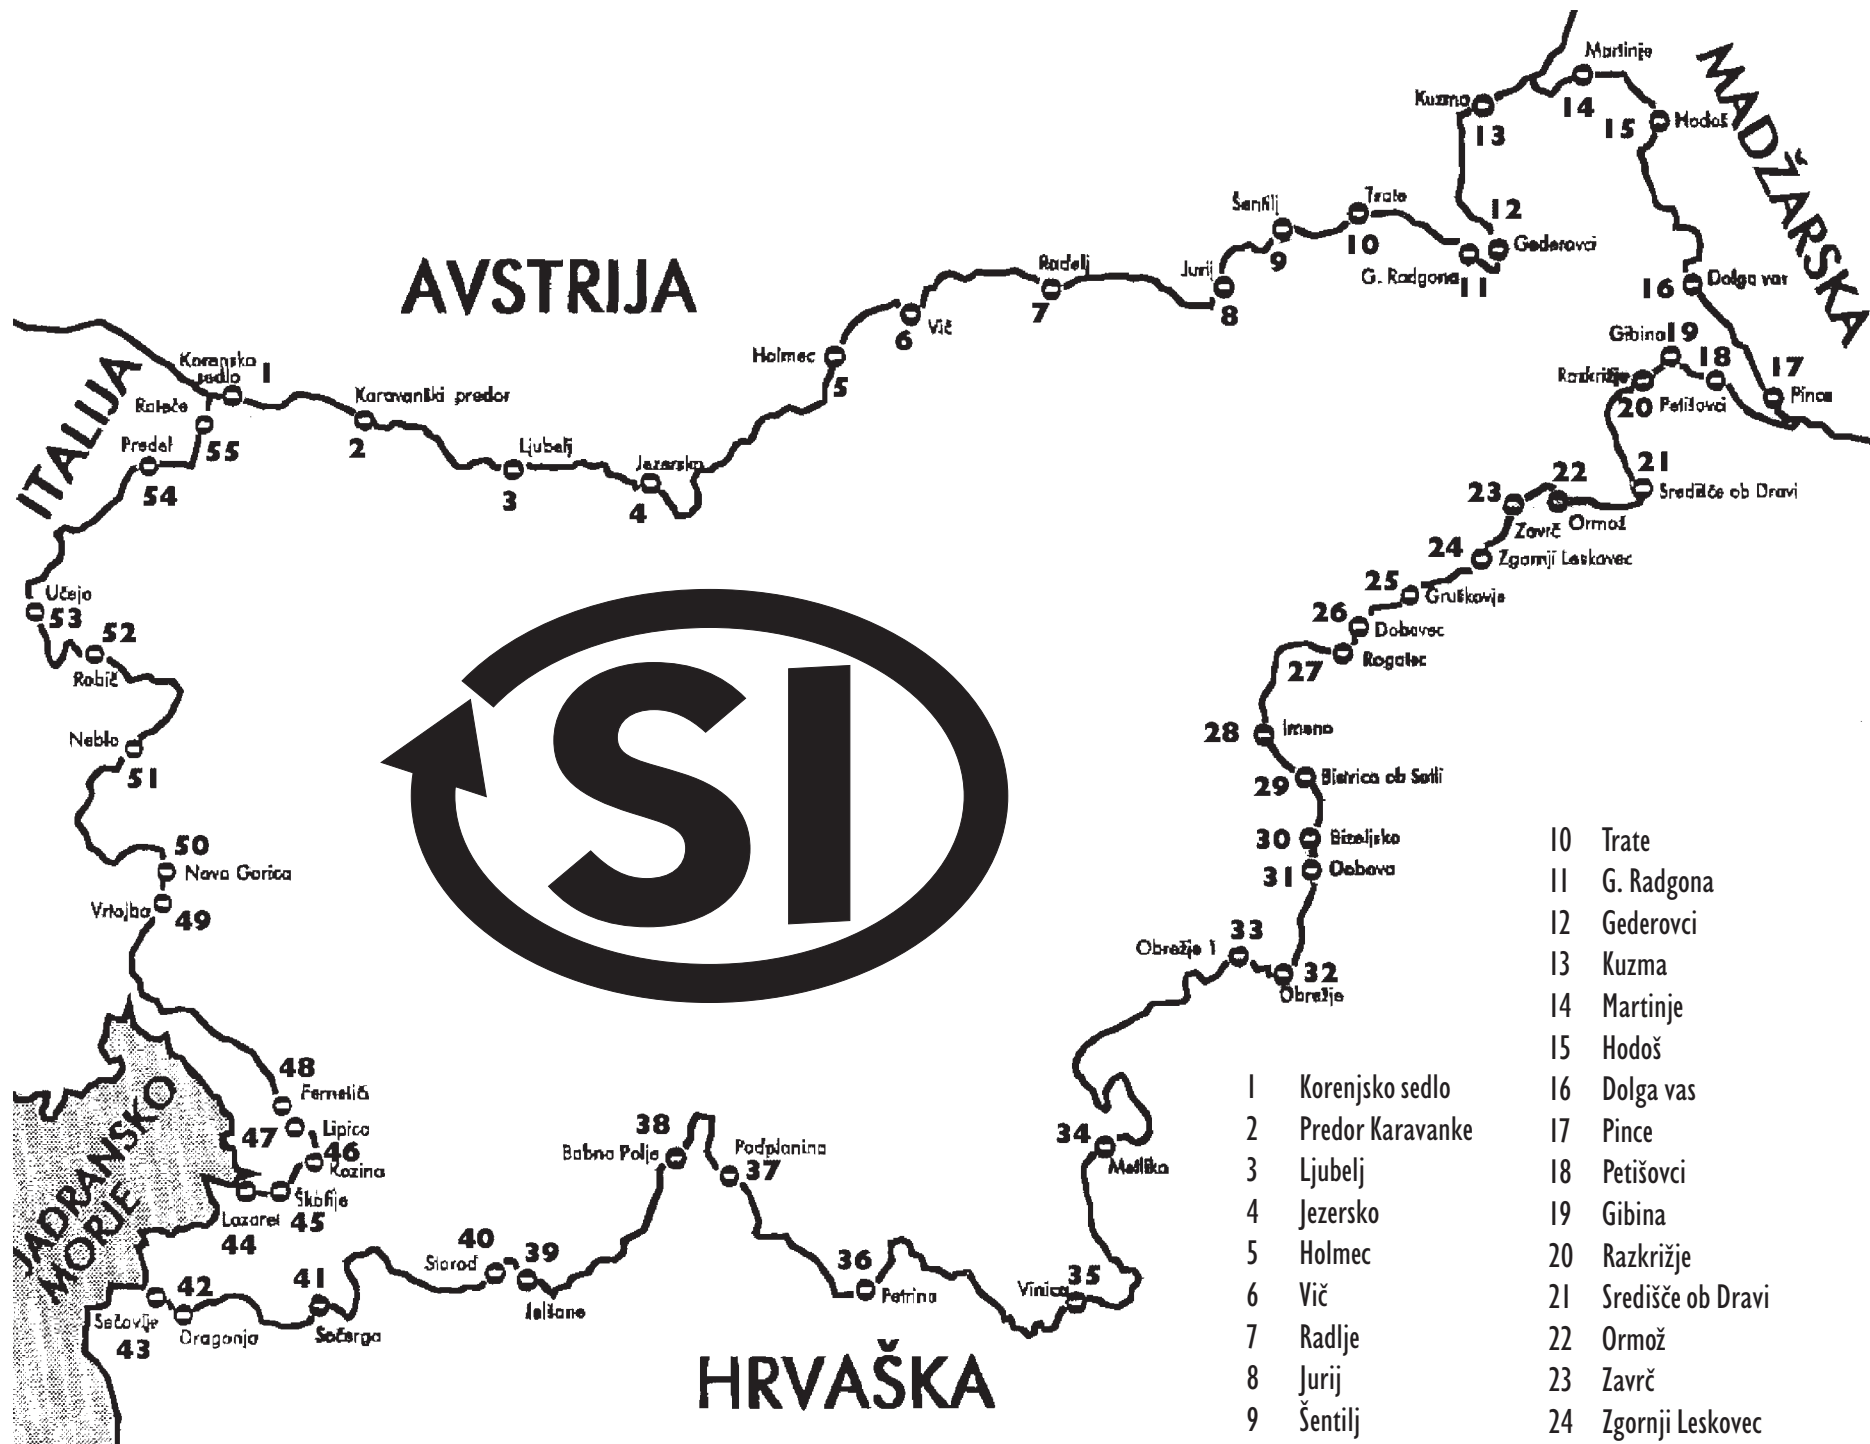 AVSTRIJA
ITALIJA
MADŽARSKA
HRVAŠKA
JADRANSKO
MORJE
SI
Korensko
sedlo
1
Karavanški predor
2
Ljubelj
3
Jezersko
4
Holmec
5
Vič
6
Radelj
7
Jurij
8
Šentilj
9
Trate
10
G. Radgona
11
12
Gederovci
Kuzma
13
Martinje
14
15
Hodoš
16
Dolga vas
17
Pince
18
Petišovci
Gibina
19
Razkrižje
20
21
Središče ob Dravi
22
Ormož
23
Zavrč
24
Zgornji Leskovec
25
Gruškovje
26
Dobovec
27
Rogatec
28
Imeno
29
Bistrica ob Sotli
30
Bizeljsko
31
Dobova
32
Obrežje
33
Obrežje 1
34
Metlika
35
Vinica
36
Petrina
37
Podplanina
38
Babno Polje
39
Jelšane
40
Starod
41
Sočerga
42
Dragonja
Sečovlje
43
Lazaret
44
Škofije
45
46
Kozina
47
Lipica
48
Fernetiči
Vrtojba
49
50
Nova Gorica
Neblo
51
52
Robič
Učeja
53
Predel
54
Rateče
55
1 Korenjsko sedlo
2 Predor Karavanke
3 Ljubelj
4 Jezersko
5 Holmec
6 Vič
7 Radlje
8 Jurij
9 Šentilj
10 Trate
11 G. Radgona
12 Gederovci
13 Kuzma
14 Martinje
15 Hodoš
16 Dolga vas
17 Pince
18 Petišovci
19 Gibina
20 Razkrižje
21 Središče ob Dravi
22 Ormož
23 Zavrč
24 Zgornji Leskovec